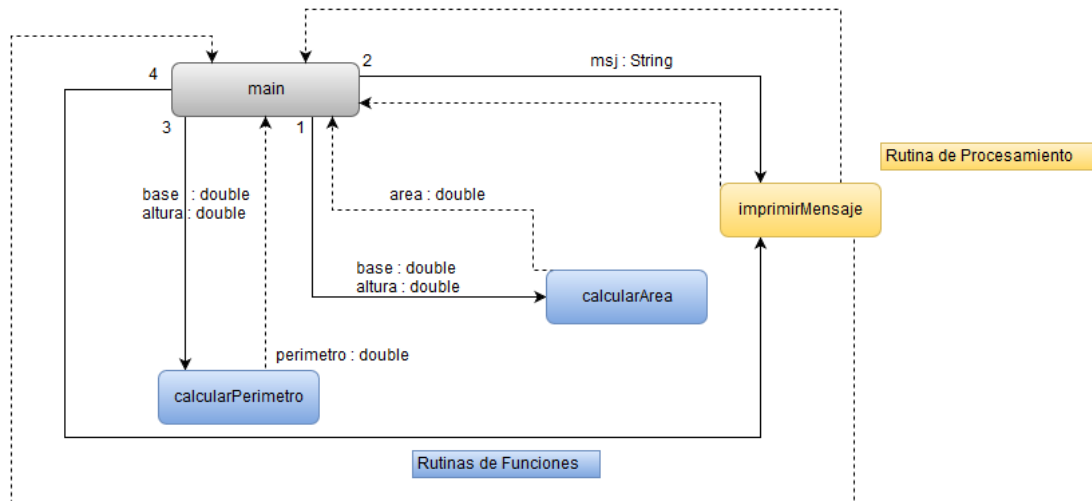 2
msj : String
4
main
3
1
Rutina de Procesamiento
base : double
altura : double
area : double
imprimirMensaje
base : double
altura : double
calcularArea
perimetro : double
calcularPerimetro
Rutinas de Funciones